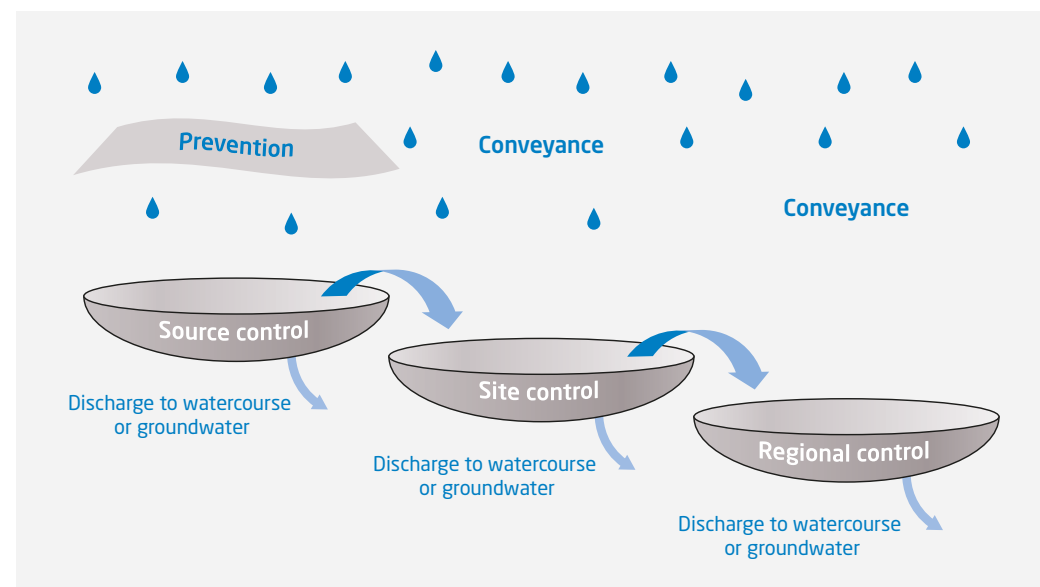 Prevention
Conveyance
Conveyance
Source control
Discharge to watercourse
or groundwater
Site control
Discharge to watercourse
or groundwater
Regional control
Discharge to watercourse
or groundwater